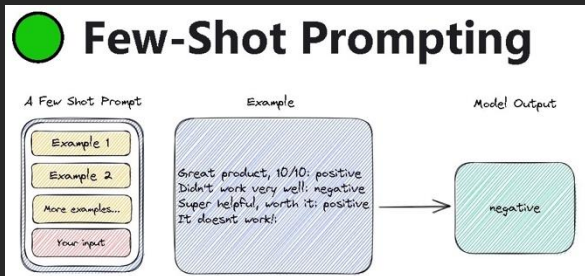 Few-Shot Prompting
A Few Shot Prompt
Example 1
Example 2
More examples...
Your input
Example
Great product, 10/10: positive
Didn't work very well: negative
Super helpful, worth it: positive
It doesnt work!:
Model Output
negative